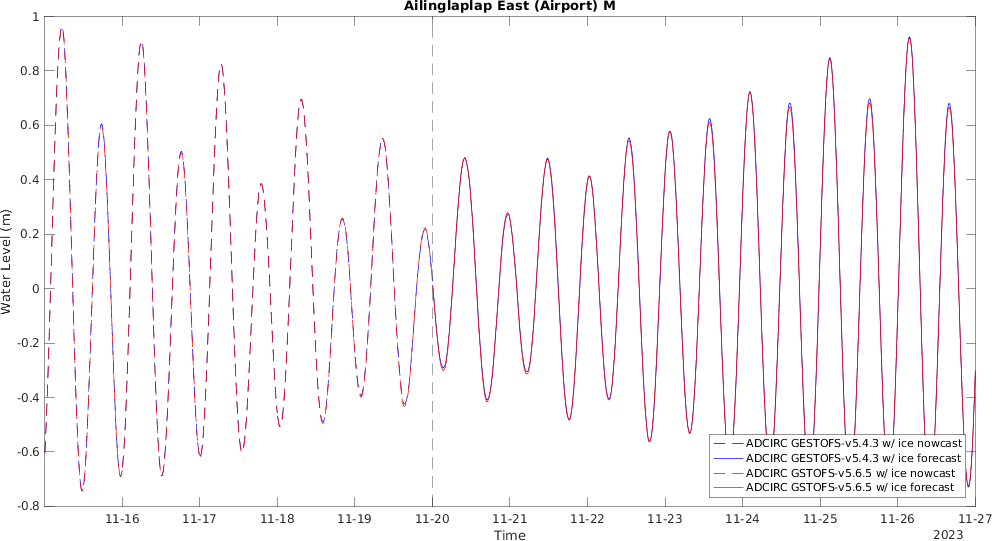 Ailinglaplap East (Airport) M
Water Level (m)
1
0.8
0.6
0.4
0.2
0
-0.2
-0.4
-0.6
-0.8
ADCIRC GESTOFS-v5.4.3 w/ ice nowcast
ADCIRC GESTOFS-v5.4.3 w/ ice forecast
ADCIRC GSTOFS-v5.6.5 w/ ice nowcast
ADCIRC GSTOFS-v5.6.5 w/ ice forecast
11-16 11-17 11-18 11-19 11-20 11-21 11-22 11-23 11-24 11-25 11-26 11-27
Time
2023